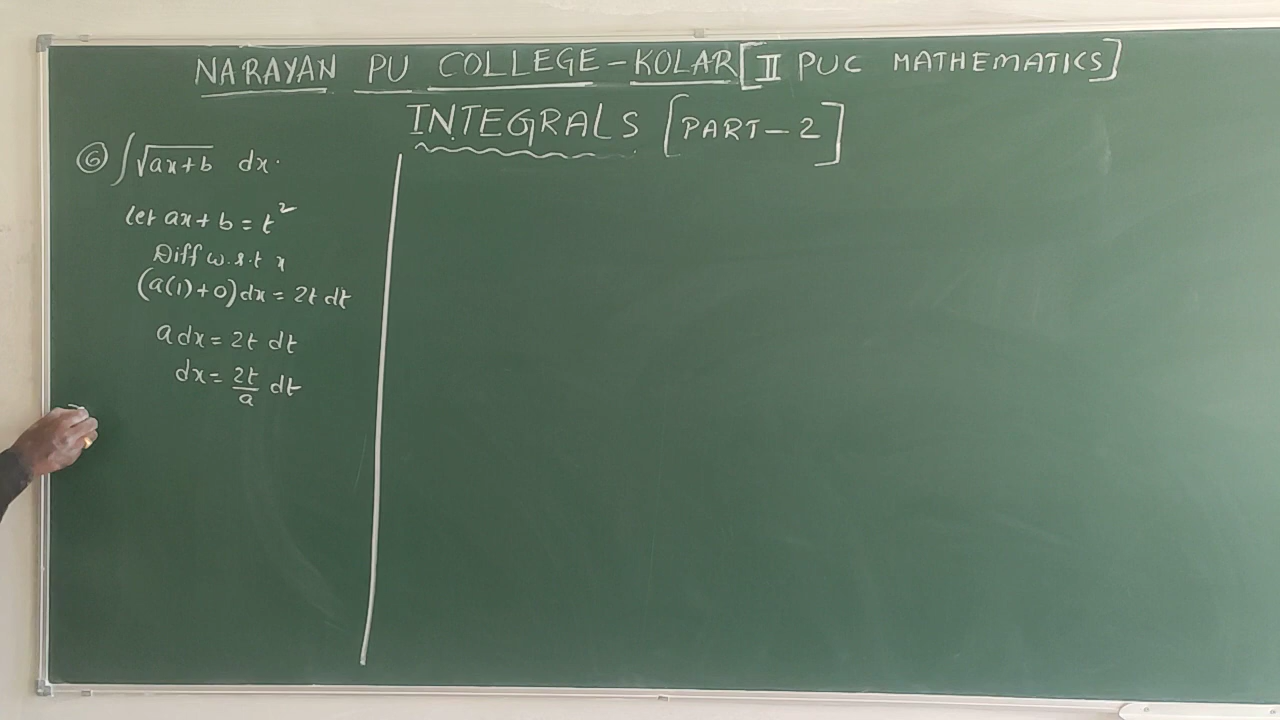 NARAYAN PU COLLEGE - KOLAR [II PUC MATHEMATICS]
INTEGRALS [PART - 2]
⑥ ∫√(ax+b) dx.
Let ax + b = t²
Diff w.r.t x
(a(1)+0)dx = 2t dt
a dx = 2t dt
dx = 2t/a dt